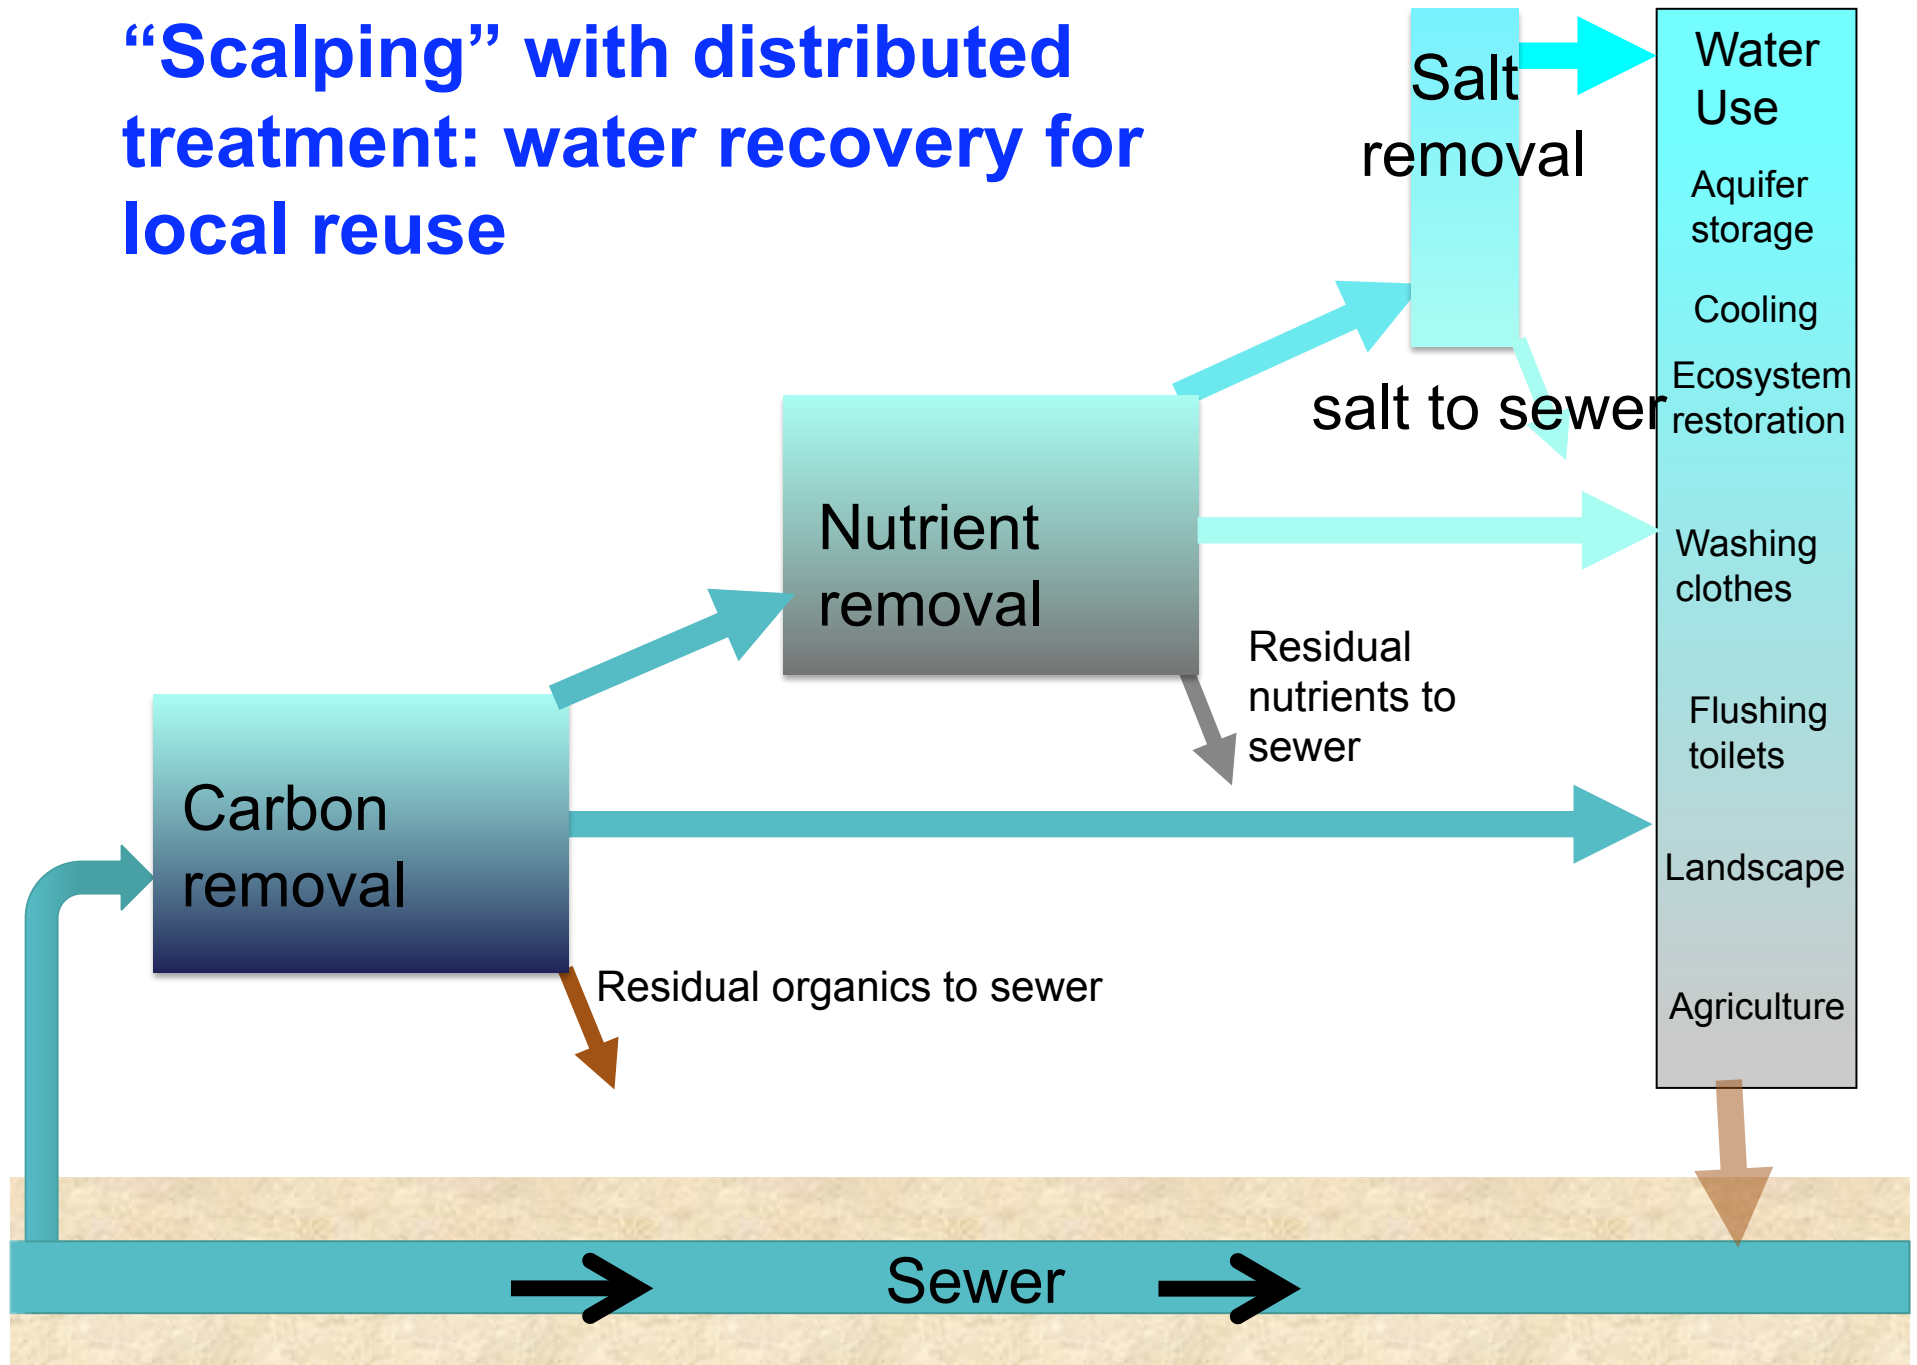 “Scalping” with distributed
treatment: water recovery for
local reuse
Salt
removal
Water
Use
Aquifer
storage
Cooling
Ecosystem
restoration
salt to sewer
Nutrient
removal
Washing
clothes
Residual
nutrients to
sewer
Flushing
toilets
Carbon
removal
Landscape
Residual organics to sewer
Agriculture
Sewer